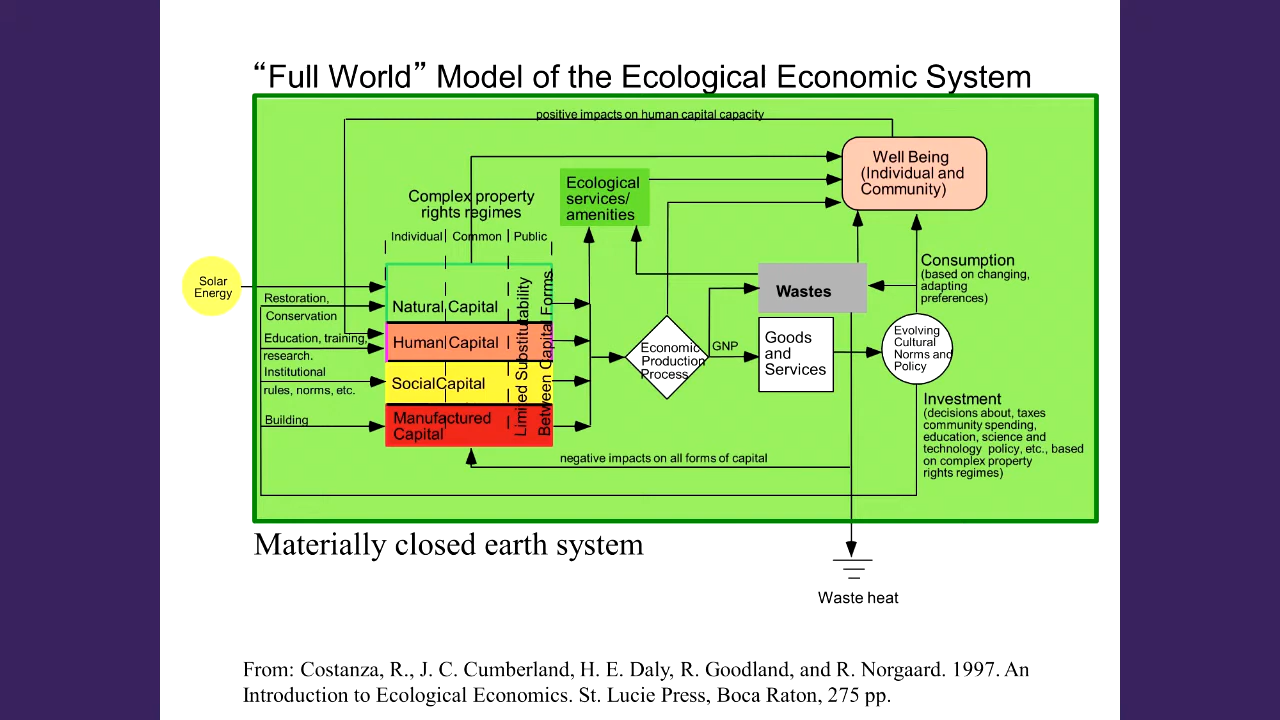 “Full World” Model of the Ecological Economic System
positive impacts on human capital capacity
Well Being
(Individual and
Community)
Ecological
services/
amenities
Complex property
rights regimes
Individual Common Public
Solar
Energy
Restoration,
Conservation
Education, training,
research.
Institutional
rules, norms, etc.
Building
Natural Capital
Human Capital
SocialCapital
Manufactured
Capital
Limited Substitutability
Between Capital Forms
Economic
Production
Process
GNP
Wastes
Goods
and
Services
Consumption
(based on changing,
adapting
preferences)
Evolving
Cultural
Norms and
Policy
Investment
(decisions about, taxes
community spending,
education, science and
technology policy, etc., based
on complex property
rights regimes)
negative impacts on all forms of capital
Materially closed earth system
Waste heat
From: Costanza, R., J. C. Cumberland, H. E. Daly, R. Goodland, and R. Norgaard. 1997. An
Introduction to Ecological Economics. St. Lucie Press, Boca Raton, 275 pp.